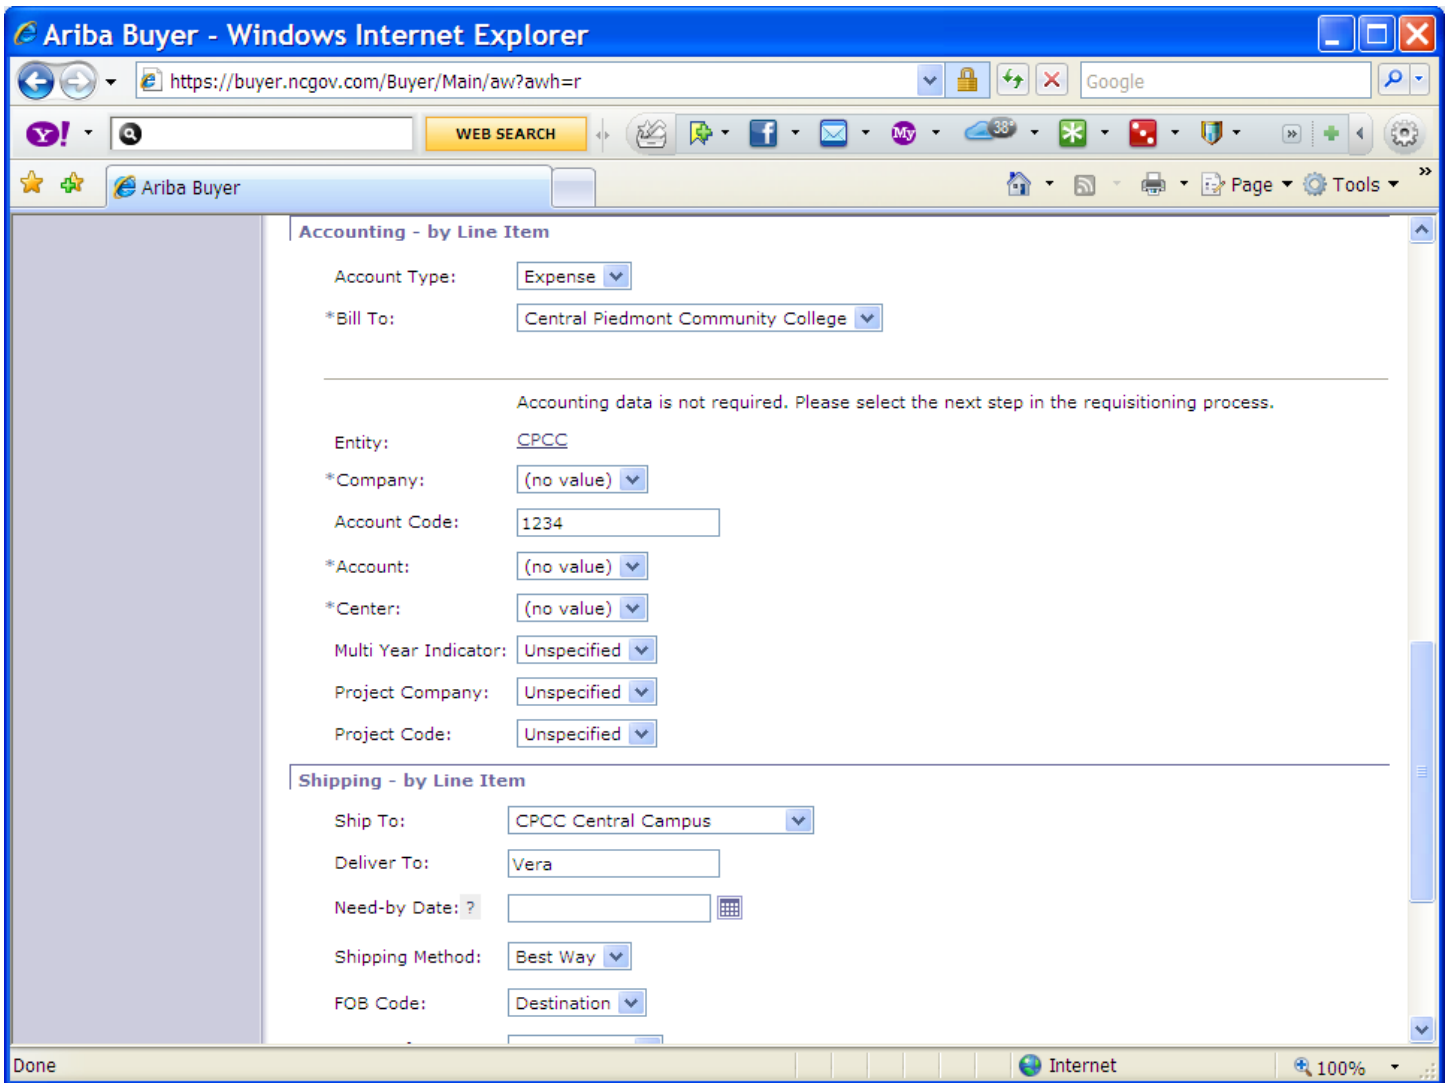 Ariba Buyer - Windows Internet Explorer
https://buyer.ncgov.com/Buyer/Main/aw?awh=r
Google
Y! WEB SEARCH My 38°
Ariba Buyer Page Tools
Accounting - by Line Item
Account Type: Expense
*Bill To: Central Piedmont Community College
Accounting data is not required. Please select the next step in the requisitioning process.
Entity: CPCC
*Company: (no value)
Account Code: 1234
*Account: (no value)
*Center: (no value)
Multi Year Indicator: Unspecified
Project Company: Unspecified
Project Code: Unspecified
Shipping - by Line Item
Ship To: CPCC Central Campus
Deliver To: Vera
Need-by Date: ?
Shipping Method: Best Way
FOB Code: Destination
Done Internet 100%